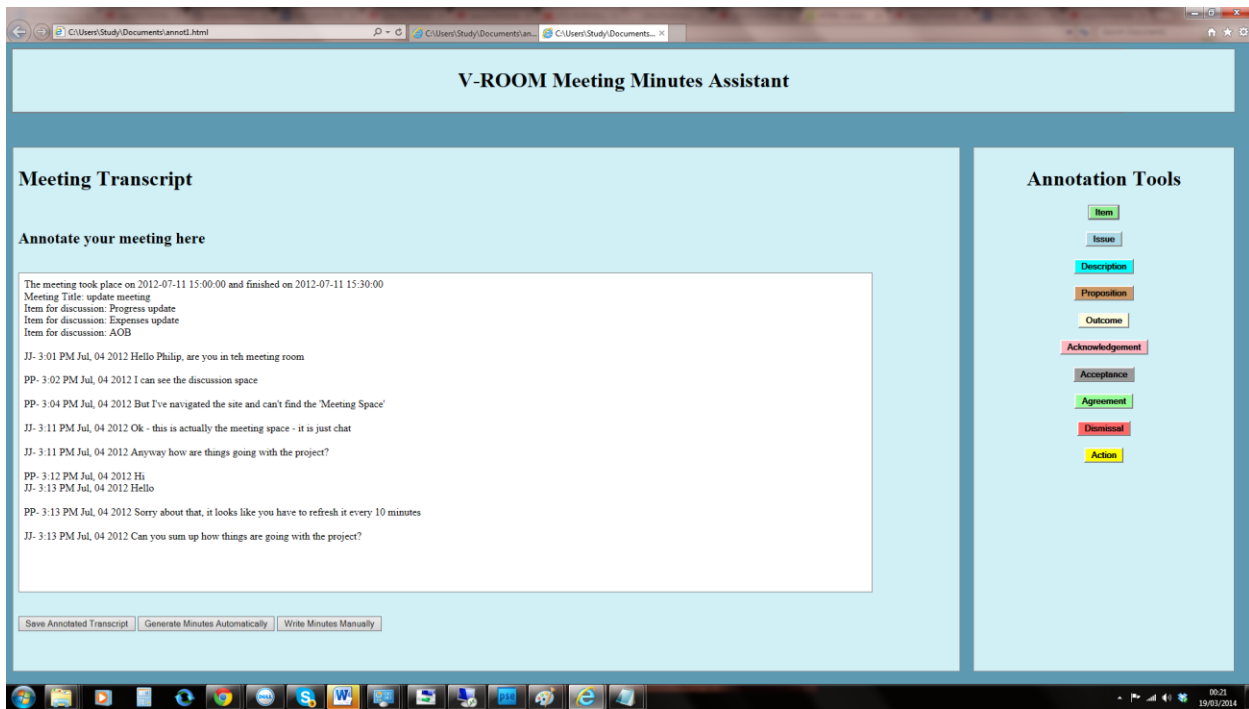 C:\Users\Study\Documents\annot1.html
C:\Users\Study\Documents\an...
C:\Users\Study\Documents...
V-ROOM Meeting Minutes Assistant
Meeting Transcript
Annotate your meeting here
The meeting took place on 2012-07-11 15:00:00 and finished on 2012-07-11 15:30:00
Meeting Title: update meeting
Item for discussion: Progress update
Item for discussion: Expenses update
Item for discussion: AOB
JJ- 3:01 PM Jul, 04 2012 Hello Philip, are you in teh meeting room
PP- 3:02 PM Jul, 04 2012 I can see the discussion space
PP- 3:04 PM Jul, 04 2012 But I've navigated the site and can't find the 'Meeting Space'
JJ- 3:11 PM Jul, 04 2012 Ok - this is actually the meeting space - it is just chat
JJ- 3:11 PM Jul, 04 2012 Anyway how are things going with the project?
PP- 3:12 PM Jul, 04 2012 Hi
JJ- 3:13 PM Jul, 04 2012 Hello
PP- 3:13 PM Jul, 04 2012 Sorry about that, it looks like you have to refresh it every 10 minutes
JJ- 3:13 PM Jul, 04 2012 Can you sum up how things are going with the project?
Save Annotated Transcript
Generate Minutes Automatically
Write Minutes Manually
Annotation Tools
Item
Issue
Description
Proposition
Outcome
Acknowledgement
Acceptance
Agreement
Dismissal
Action
DELL
W
pse
00:21
19/03/2014